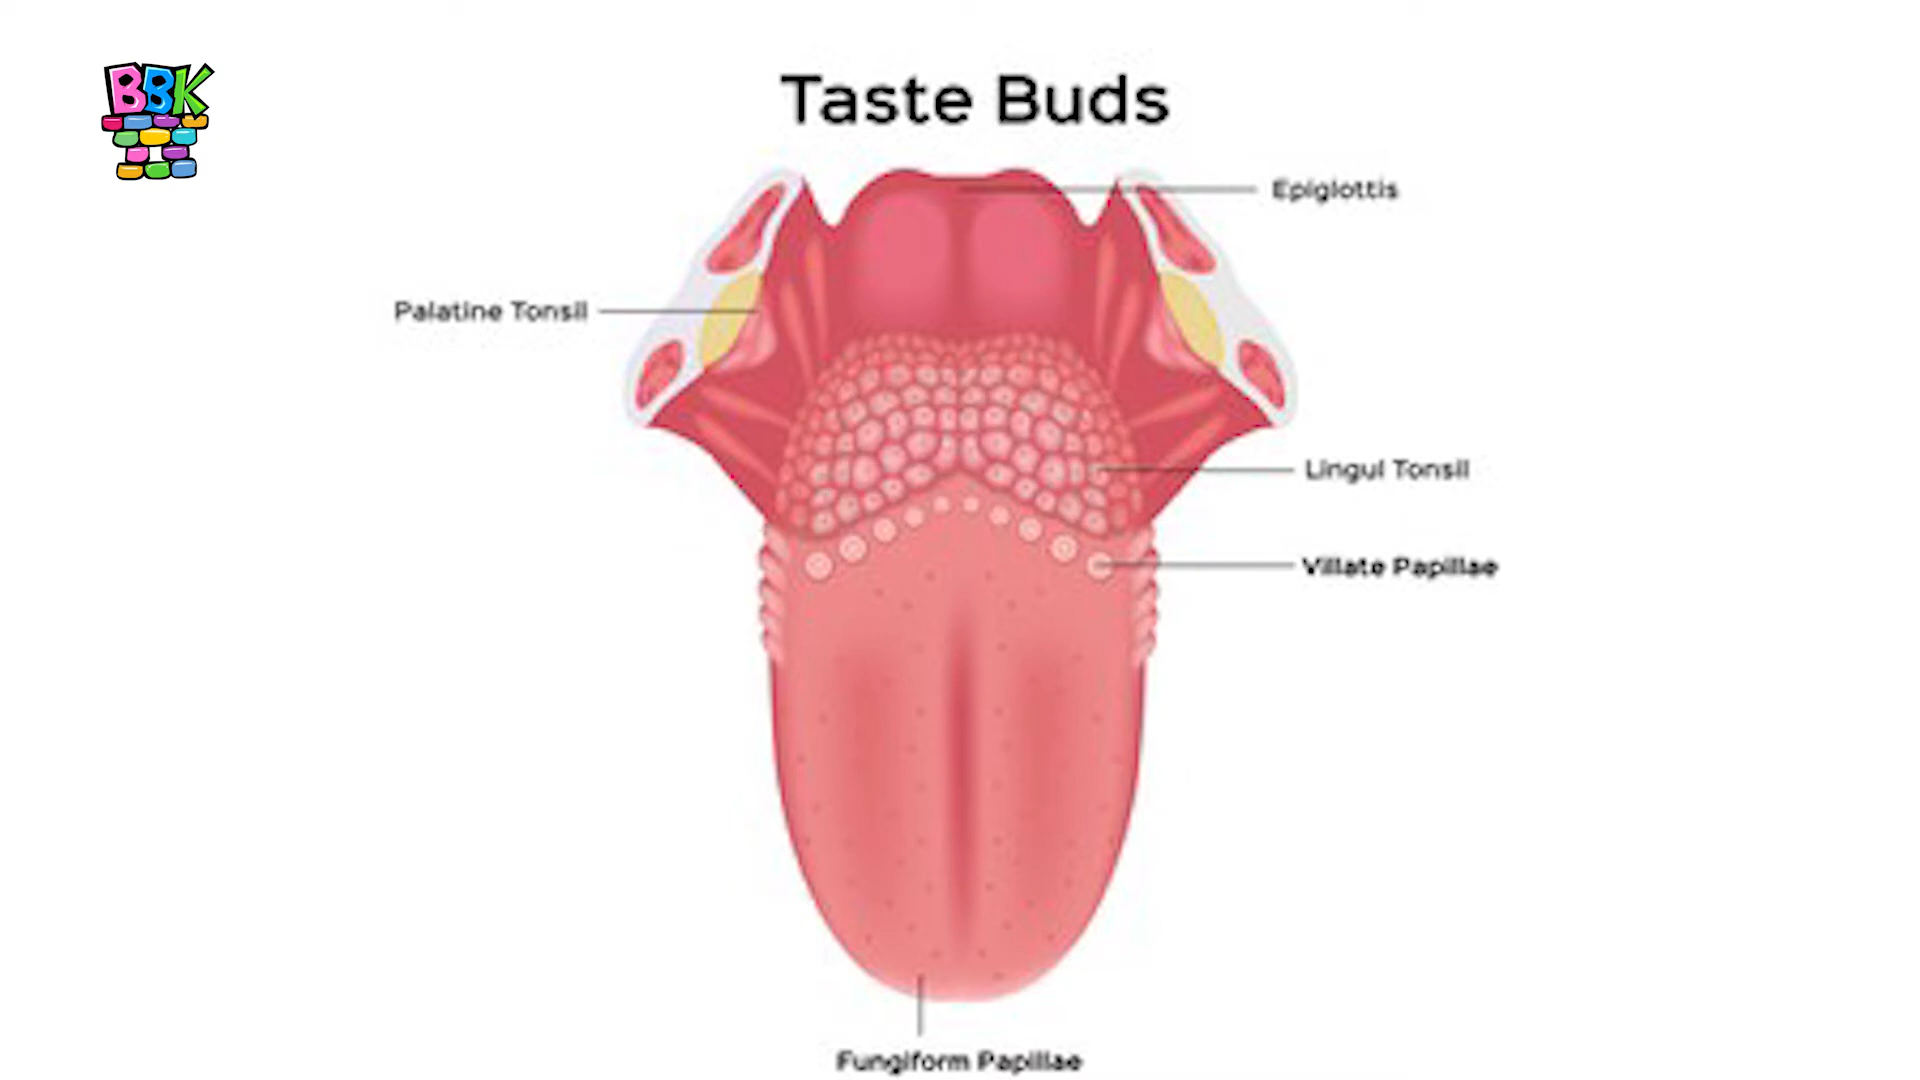 BBK
Taste Buds
Epiglottis
Palatine Tonsil
Lingul Tonsil
Villate Papillae
Fungiform Papillae